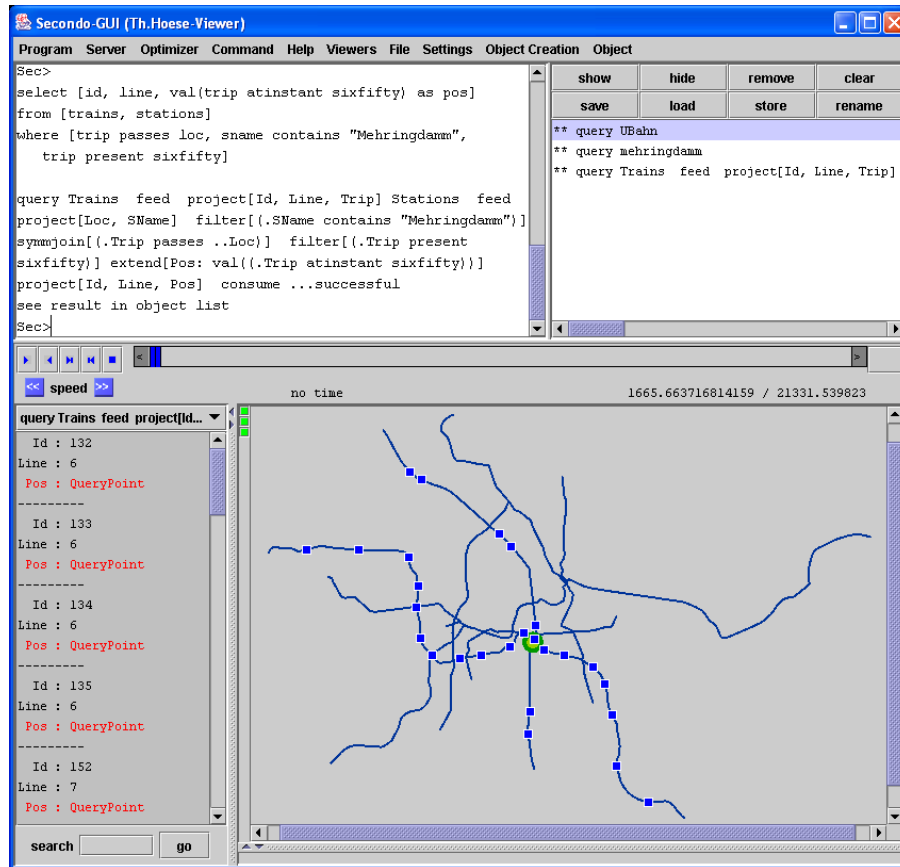 Secondo-GUI (Th.Hoese-Viewer)
Program Server Optimizer Command Help Viewers File Settings Object Creation Object
Sec>
select [id, line, val(trip atinstant sixfifty) as pos]
from [trains, stations]
where [trip passes loc, sname contains "Mehringdamm",
trip present sixfifty]
query Trains feed project[Id, Line, Trip] Stations feed
project[Loc, SName] filter[(.SName contains "Mehringdamm")]
symmjoin[(.Trip passes ..Loc)] filter[(.Trip present
sixfifty)] extend[Pos: val((.Trip atinstant sixfifty))]
project[Id, Line, Pos] consume ...successful
see result in object list
Sec>
show hide remove clear
save load store rename
** query UBahn
** query mehringdamm
** query Trains feed project[Id, Line, Trip]
< >
<< speed >>
no time
1665.663716814159 / 21331.539823
query Trains feed project[Id...
Id : 132
Line : 6
Pos : QueryPoint
---------
Id : 133
Line : 6
Pos : QueryPoint
---------
Id : 134
Line : 6
Pos : QueryPoint
---------
Id : 135
Line : 6
Pos : QueryPoint
---------
Id : 152
Line : 7
Pos : QueryPoint
search go